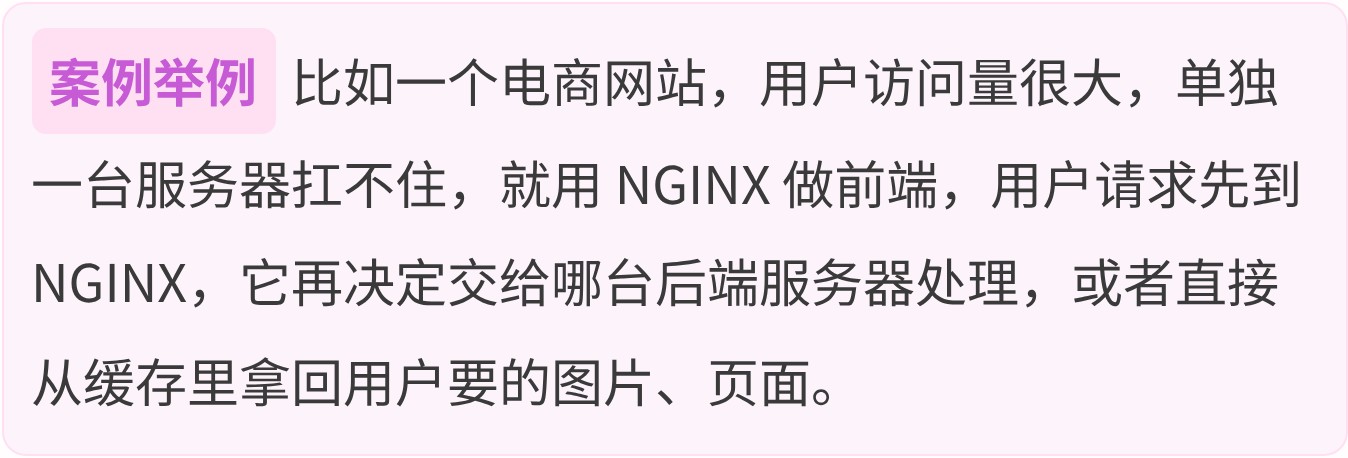 案例举例 比如一个电商网站，用户访问量很大，单独
一台服务器扛不住，就用 NGINX 做前端，用户请求先到
NGINX，它再决定交给哪台后端服务器处理，或者直接
从缓存里拿回用户要的图片、页面。